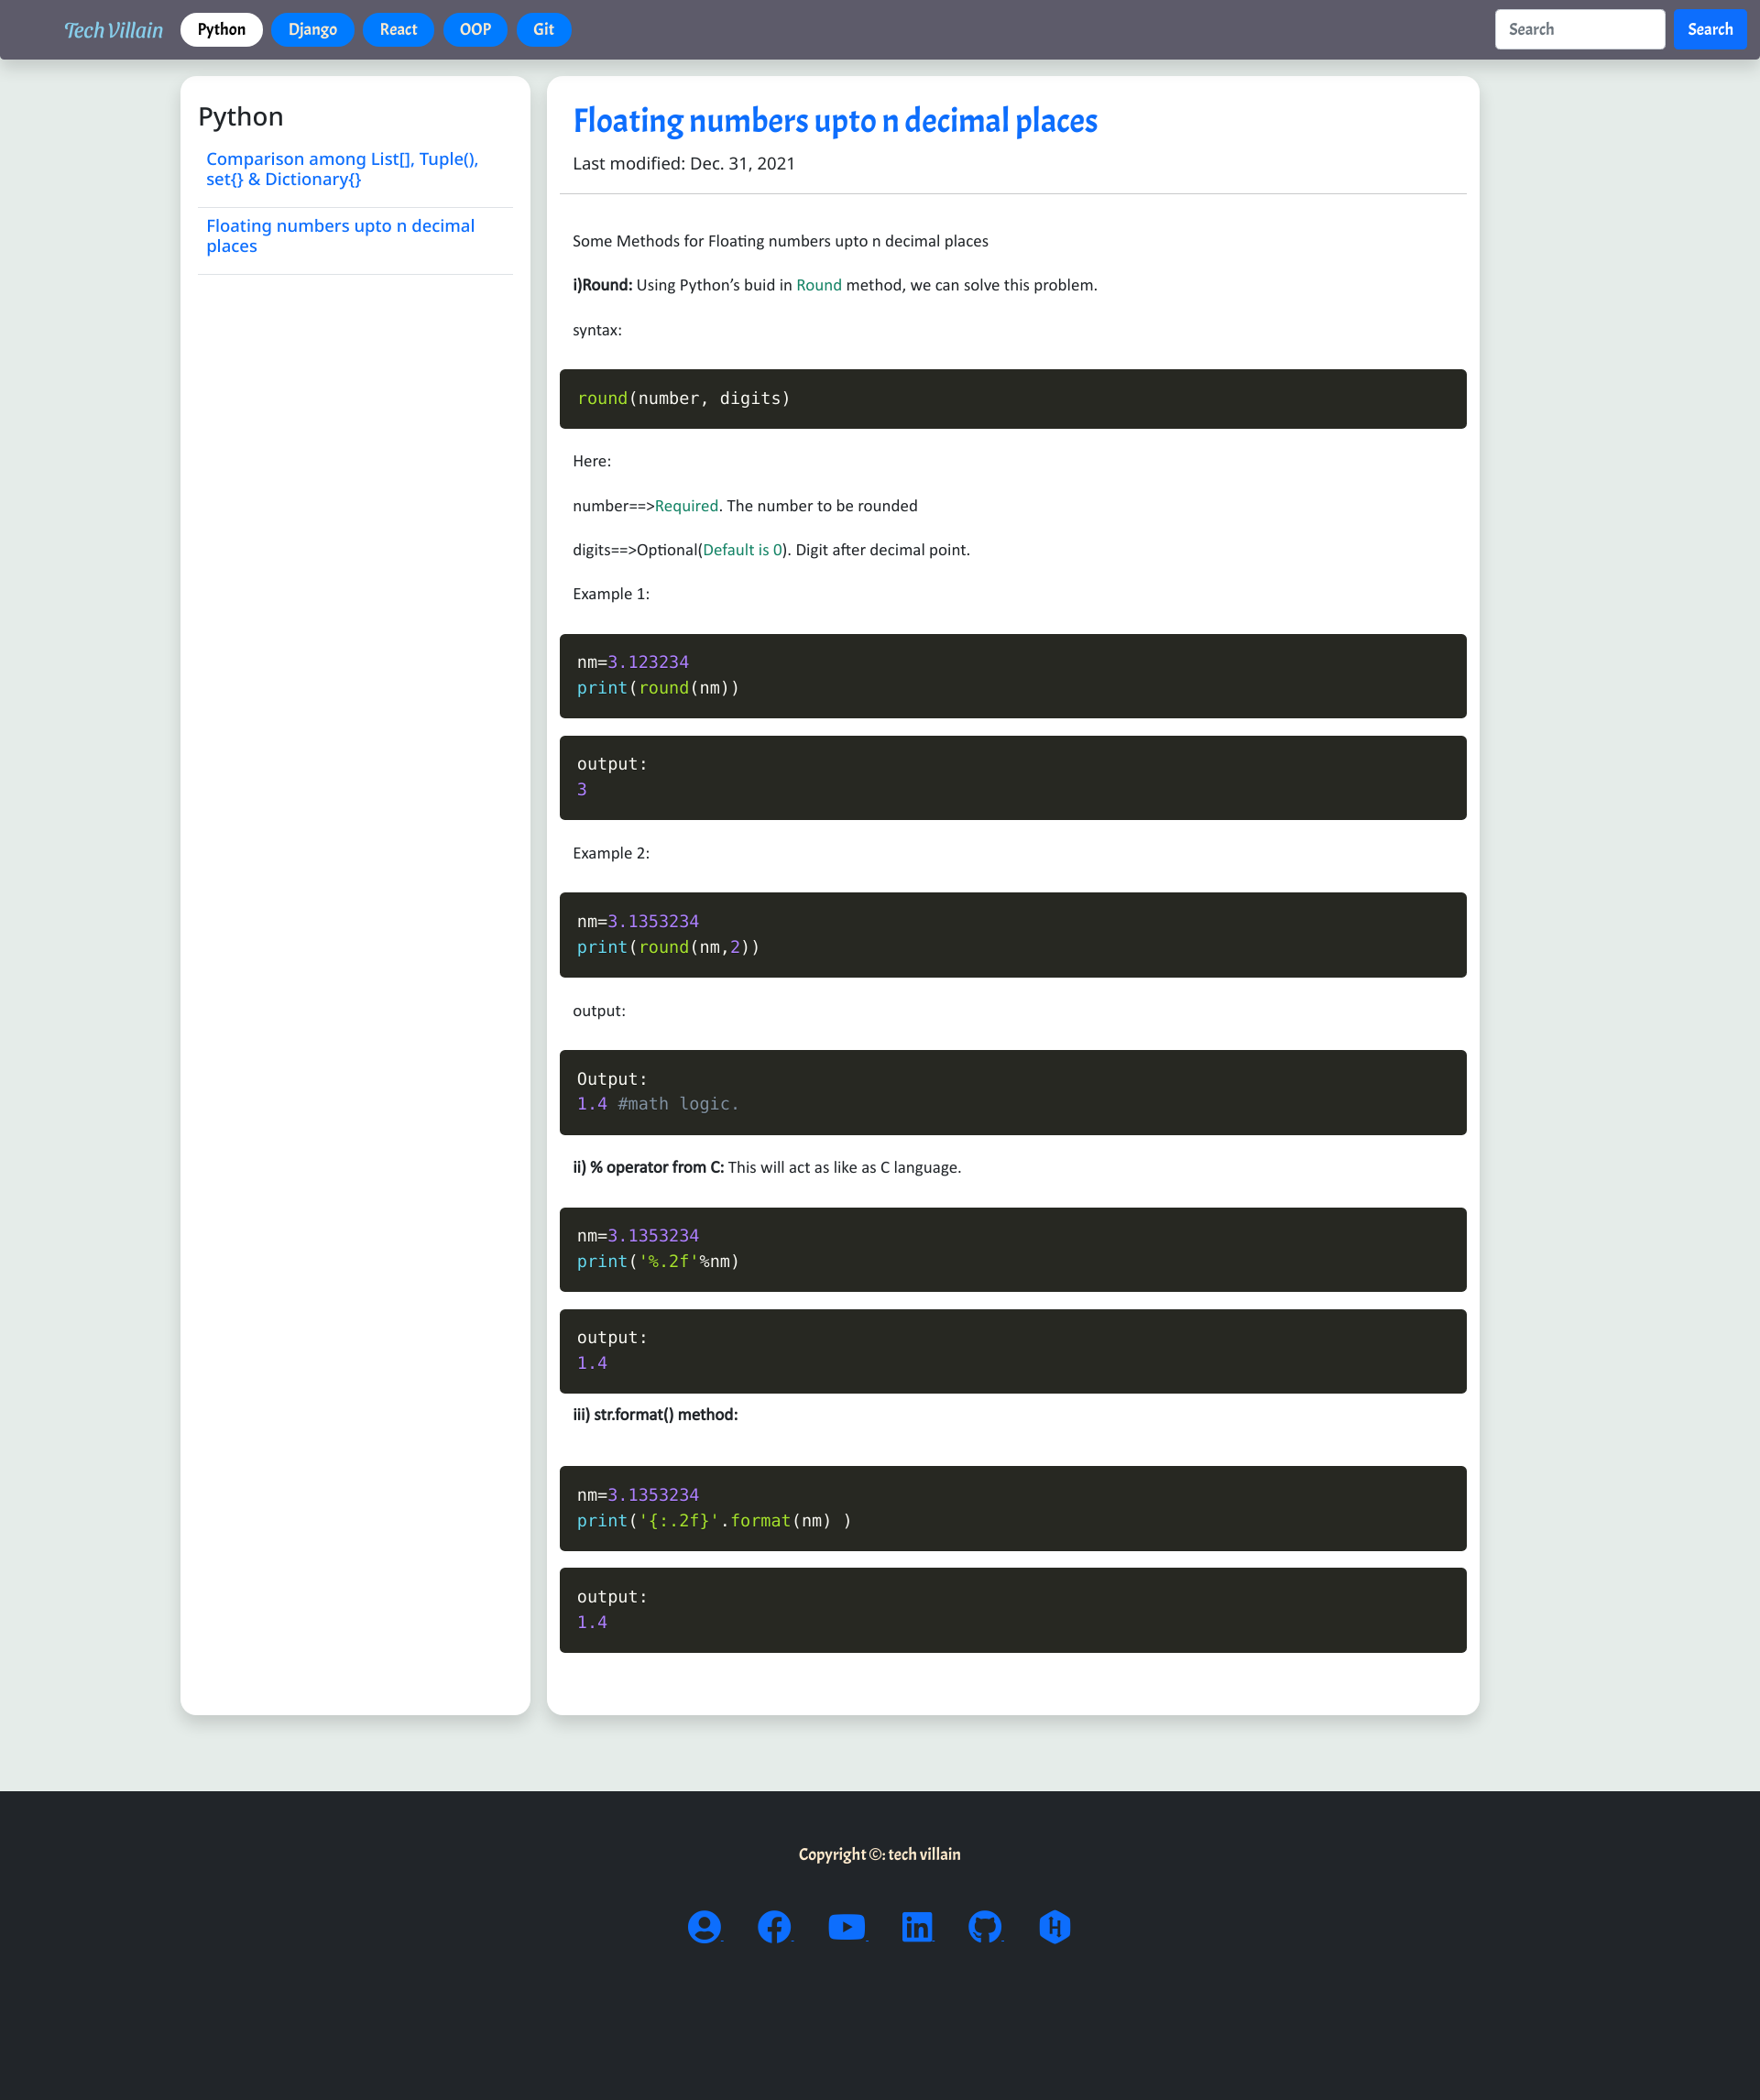 Tech Villain
Python
Django
React
OOP
Git
Search
Search
Python
Comparison among List[], Tuple(),
set{} & Dictionary{}
Floating numbers upto n decimal
places
Floating numbers upto n decimal places
Last modified: Dec. 31, 2021
Some Methods for Floating numbers upto n decimal places
i)Round: Using Python’s buid in Round method, we can solve this problem.
syntax:
round(number, digits)
Here:
number==>Required. The number to be rounded
digits==>Optional(Default is 0). Digit after decimal point.
Example 1:
nm=3.123234
print(round(nm))
output:
3
Example 2:
nm=3.1353234
print(round(nm,2))
output:
Output:
1.4 #math logic.
ii) % operator from C: This will act as like as C language.
nm=3.1353234
print('%.2f'%nm)
output:
1.4
iii) str.format() method:
nm=3.1353234
print('{:.2f}'.format(nm) )
output:
1.4
Copyright ©: tech villain